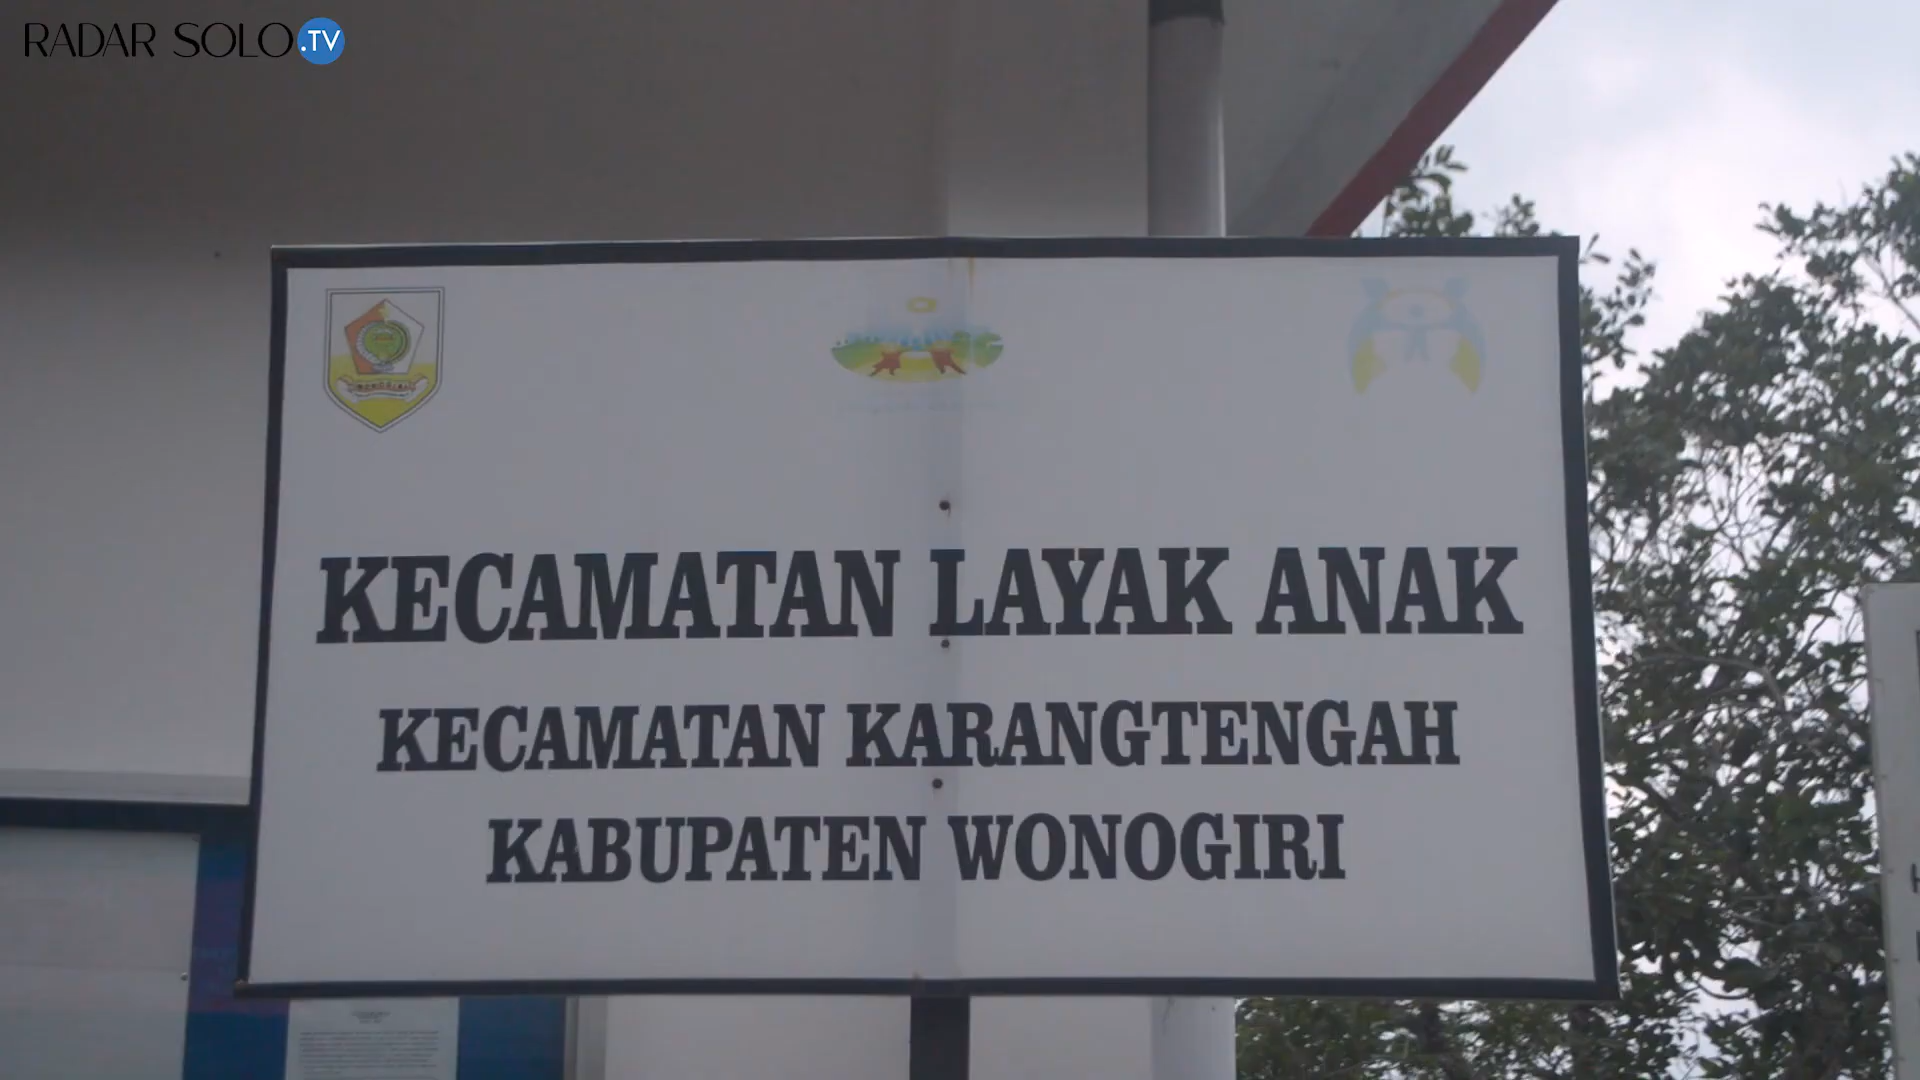 RADAR SOLO.TV
KECAMATAN LAYAK ANAK
KECAMATAN KARANGTENGAH
KABUPATEN WONOGIRI